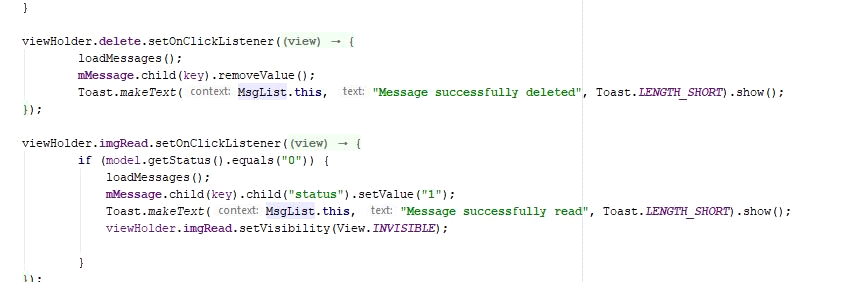 }
viewHolder.delete.setOnClickListener((view) → {
loadMessages();
mMessage.child(key).removeValue();
Toast.makeText( context: MsgList.this, text: "Message successfully deleted", Toast.LENGTH_SHORT).show();
});
viewHolder.imgRead.setOnClickListener((view) → {
if (model.getStatus().equals("0")) {
loadMessages();
mMessage.child(key).child("status").setValue("1");
Toast.makeText( context: MsgList.this, text: "Message successfully read", Toast.LENGTH_SHORT).show();
viewHolder.imgRead.setVisibility(View.INVISIBLE);
}
});